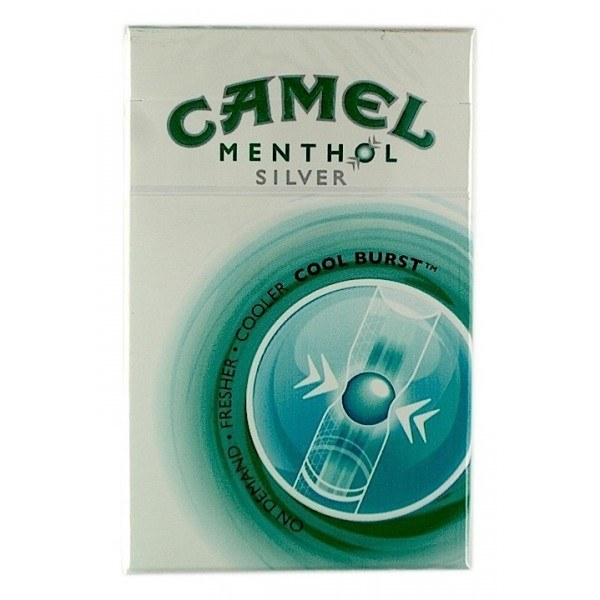 CAMEL
MENTHOL
SILVER
ON DEMAND • FRESHER • COOLER COOL BURST™